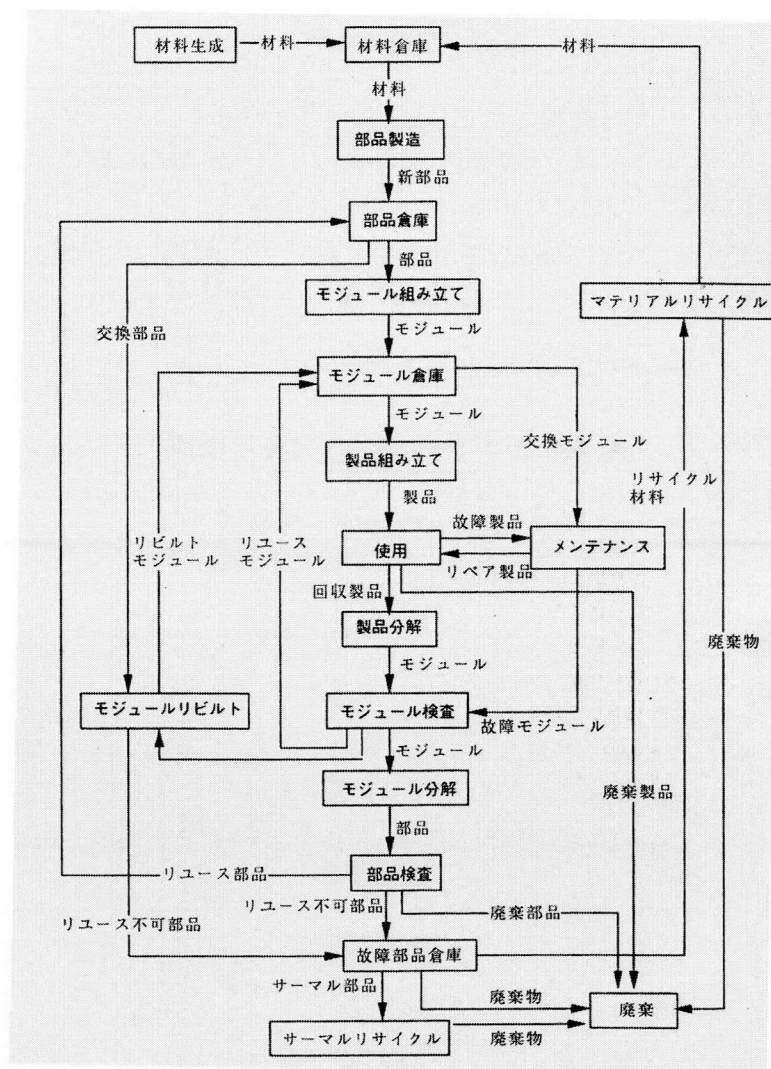 材料生成
材料
材料倉庫
材料
材料
部品製造
新部品
部品倉庫
部品
モジュール組み立て
マテリアルリサイクル
交換部品
モジュール
モジュール倉庫
モジュール
交換モジュール
製品組み立て
リサイクル
材料
製品
故障製品
リビルト
モジュール
リユース
モジュール
使用
メンテナンス
リペア製品
回収製品
製品分解
廃棄物
モジュール
モジュールリビルト
モジュール検査
故障モジュール
モジュール
モジュール分解
廃棄製品
部品
リユース部品
部品検査
リユース不可部品
リユース不可部品
廃棄部品
故障部品倉庫
サーマル部品
廃棄物
廃棄
サーマルリサイクル
廃棄物